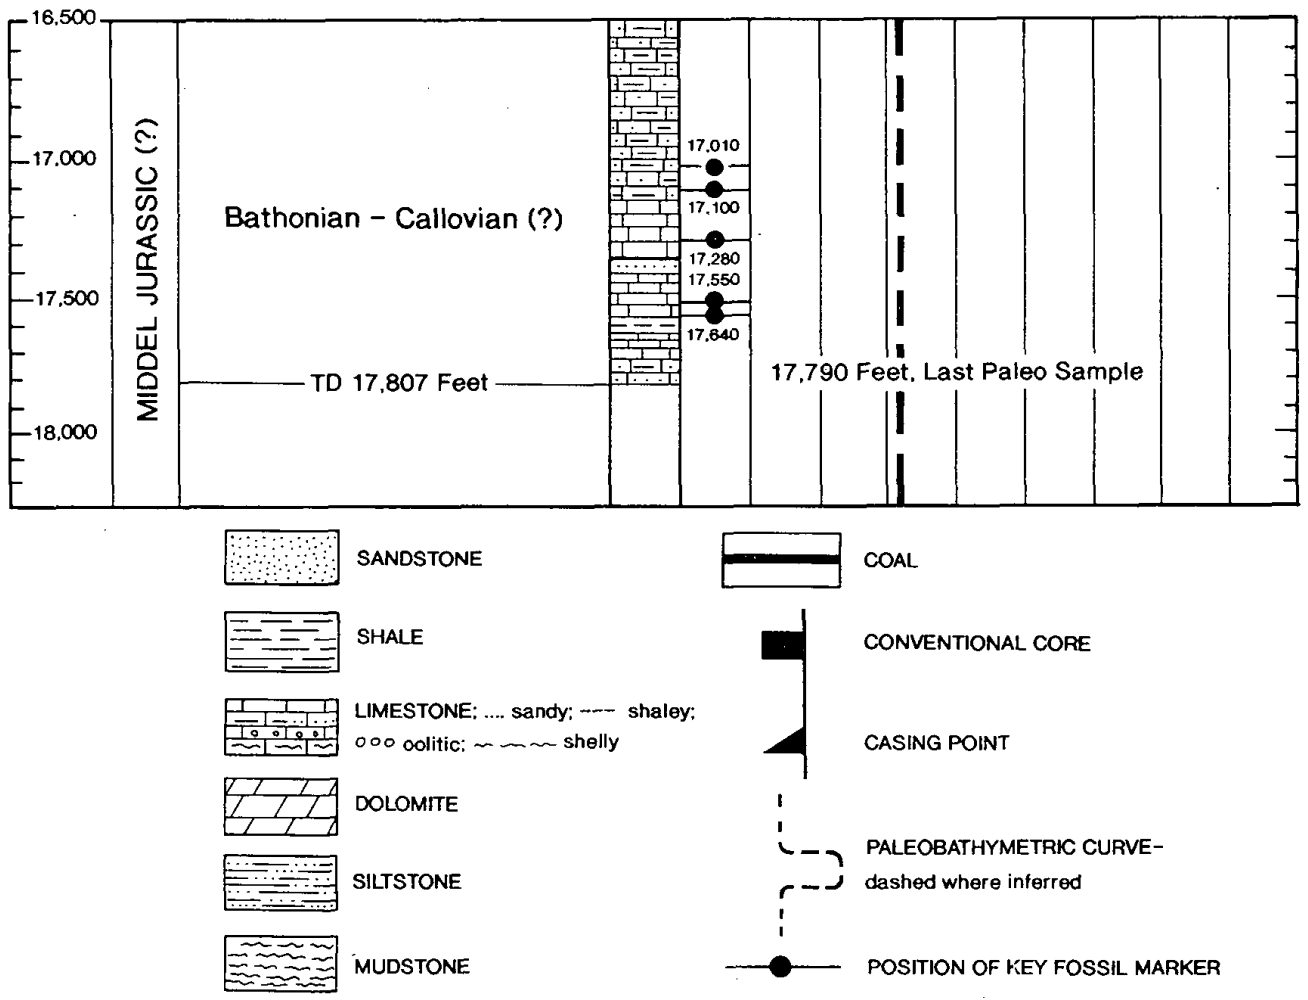 16,500
17,000
17,500
18,000
MIDDEL JURASSIC (?)
Bathonian - Callovian (?)
TD 17,807 Feet
17,010
17,100
17,280
17,550
17,640
17,790 Feet, Last Paleo Sample
SANDSTONE
SHALE
LIMESTONE; .... sandy; --- shaley;
ooo oolitic; ~ ~ ~ shelly
DOLOMITE
SILTSTONE
MUDSTONE
COAL
CONVENTIONAL CORE
CASING POINT
PALEOBATHYMETRIC CURVE-
dashed where inferred
POSITION OF KEY FOSSIL MARKER